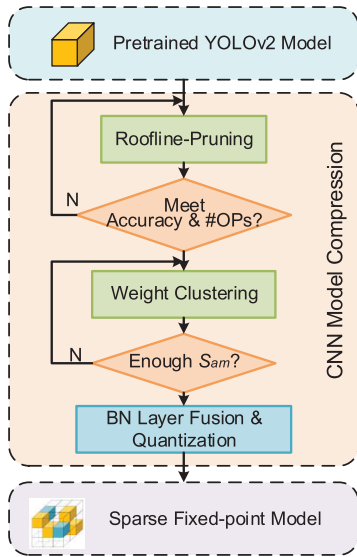 Pretrained YOLOv2 Model
Roofline-Pruning
N
Meet
Accuracy & #OPs?
Weight Clustering
N
Enough Sam?
BN Layer Fusion &
Quantization
CNN Model Compression
Sparse Fixed-point Model